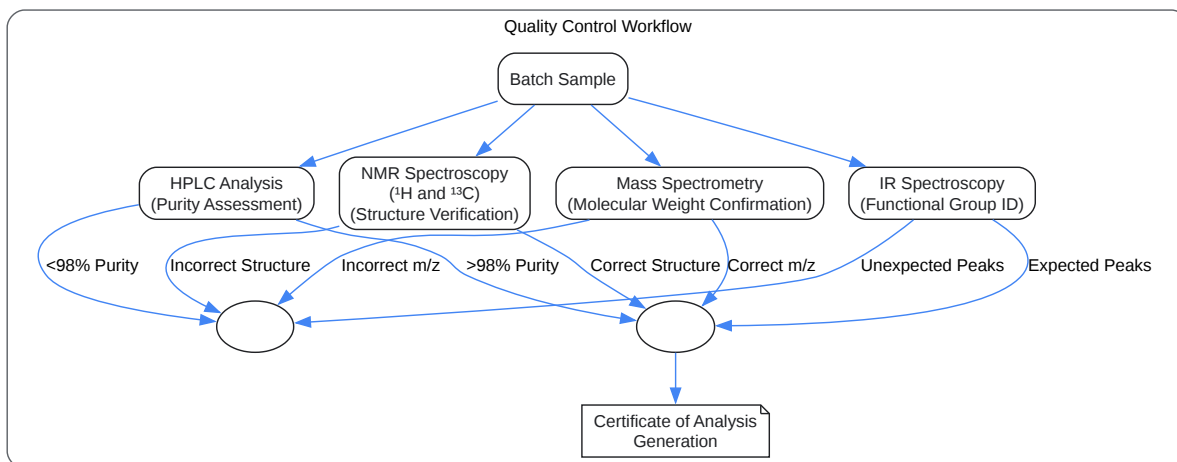 Quality Control Workflow
Batch Sample
HPLC Analysis
(Purity Assessment)
NMR Spectroscopy
(¹H and ¹³C)
(Structure Verification)
Mass Spectrometry
(Molecular Weight Confirmation)
IR Spectroscopy
(Functional Group ID)
<98% Purity
Incorrect Structure
Incorrect m/z
>98% Purity
Correct Structure
Correct m/z
Unexpected Peaks
Expected Peaks
Certificate of Analysis
Generation